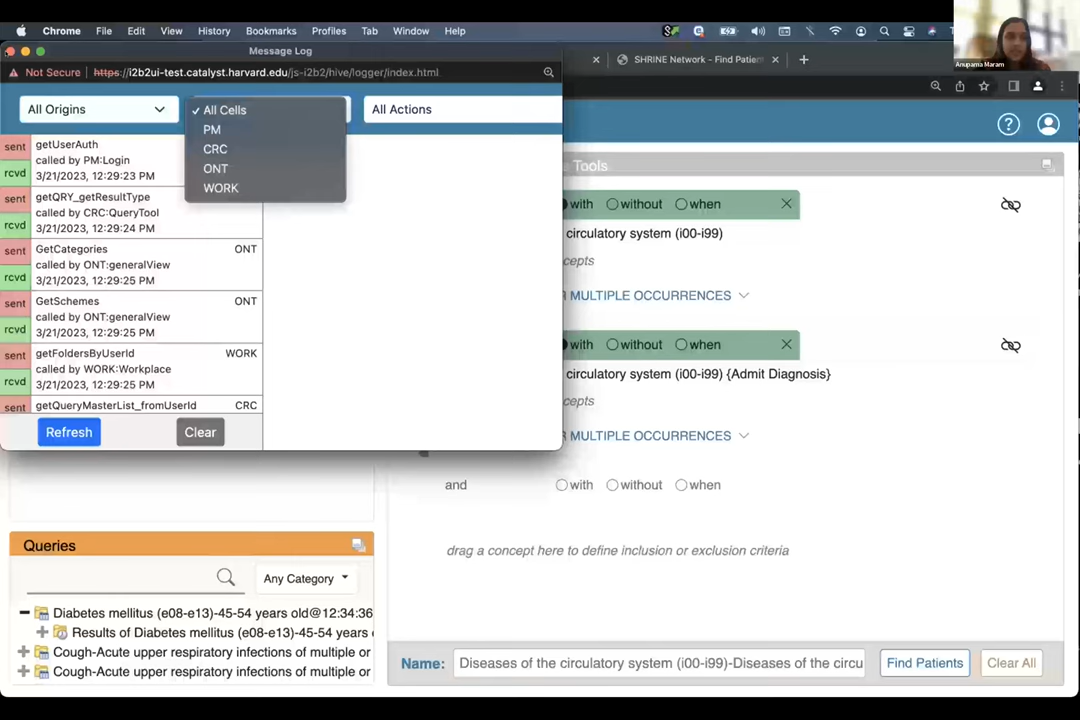 Chrome File Edit View History Bookmarks Profiles Tab Window Help
Anupama Maram
Message Log
SHRINE Network - Find Patien
Not Secure https://i2b2ui-test.catalyst.harvard.edu/js-i2b2/hive/logger/index.html
All Origins
✓ All Cells
PM
CRC
ONT
WORK
All Actions
sent
rcvd
getUserAuth
called by PM:Login
3/21/2023, 12:29:23 PM
sent
rcvd
getQRY_getResultType
called by CRC:QueryTool
3/21/2023, 12:29:24 PM
sent
rcvd
GetCategories ONT
called by ONT:generalView
3/21/2023, 12:29:25 PM
sent
rcvd
GetSchemes ONT
called by ONT:generalView
3/21/2023, 12:29:25 PM
sent
rcvd
getFoldersByUserId WORK
called by WORK:Workplace
3/21/2023, 12:29:25 PM
sent
getQueryMasterList_fromUserId CRC
Refresh Clear
Tools
with without when
circulatory system (i00-i99)
cepts
R MULTIPLE OCCURRENCES
with without when
circulatory system (i00-i99) {Admit Diagnosis}
cepts
R MULTIPLE OCCURRENCES
and with without when
drag a concept here to define inclusion or exclusion criteria
Queries
Any Category
Diabetes mellitus (e08-e13)-45-54 years old@12:34:36
Results of Diabetes mellitus (e08-e13)-45-54 years
Cough-Acute upper respiratory infections of multiple or
Cough-Acute upper respiratory infections of multiple or
Name: Diseases of the circulatory system (i00-i99)-Diseases of the circu
Find Patients Clear All